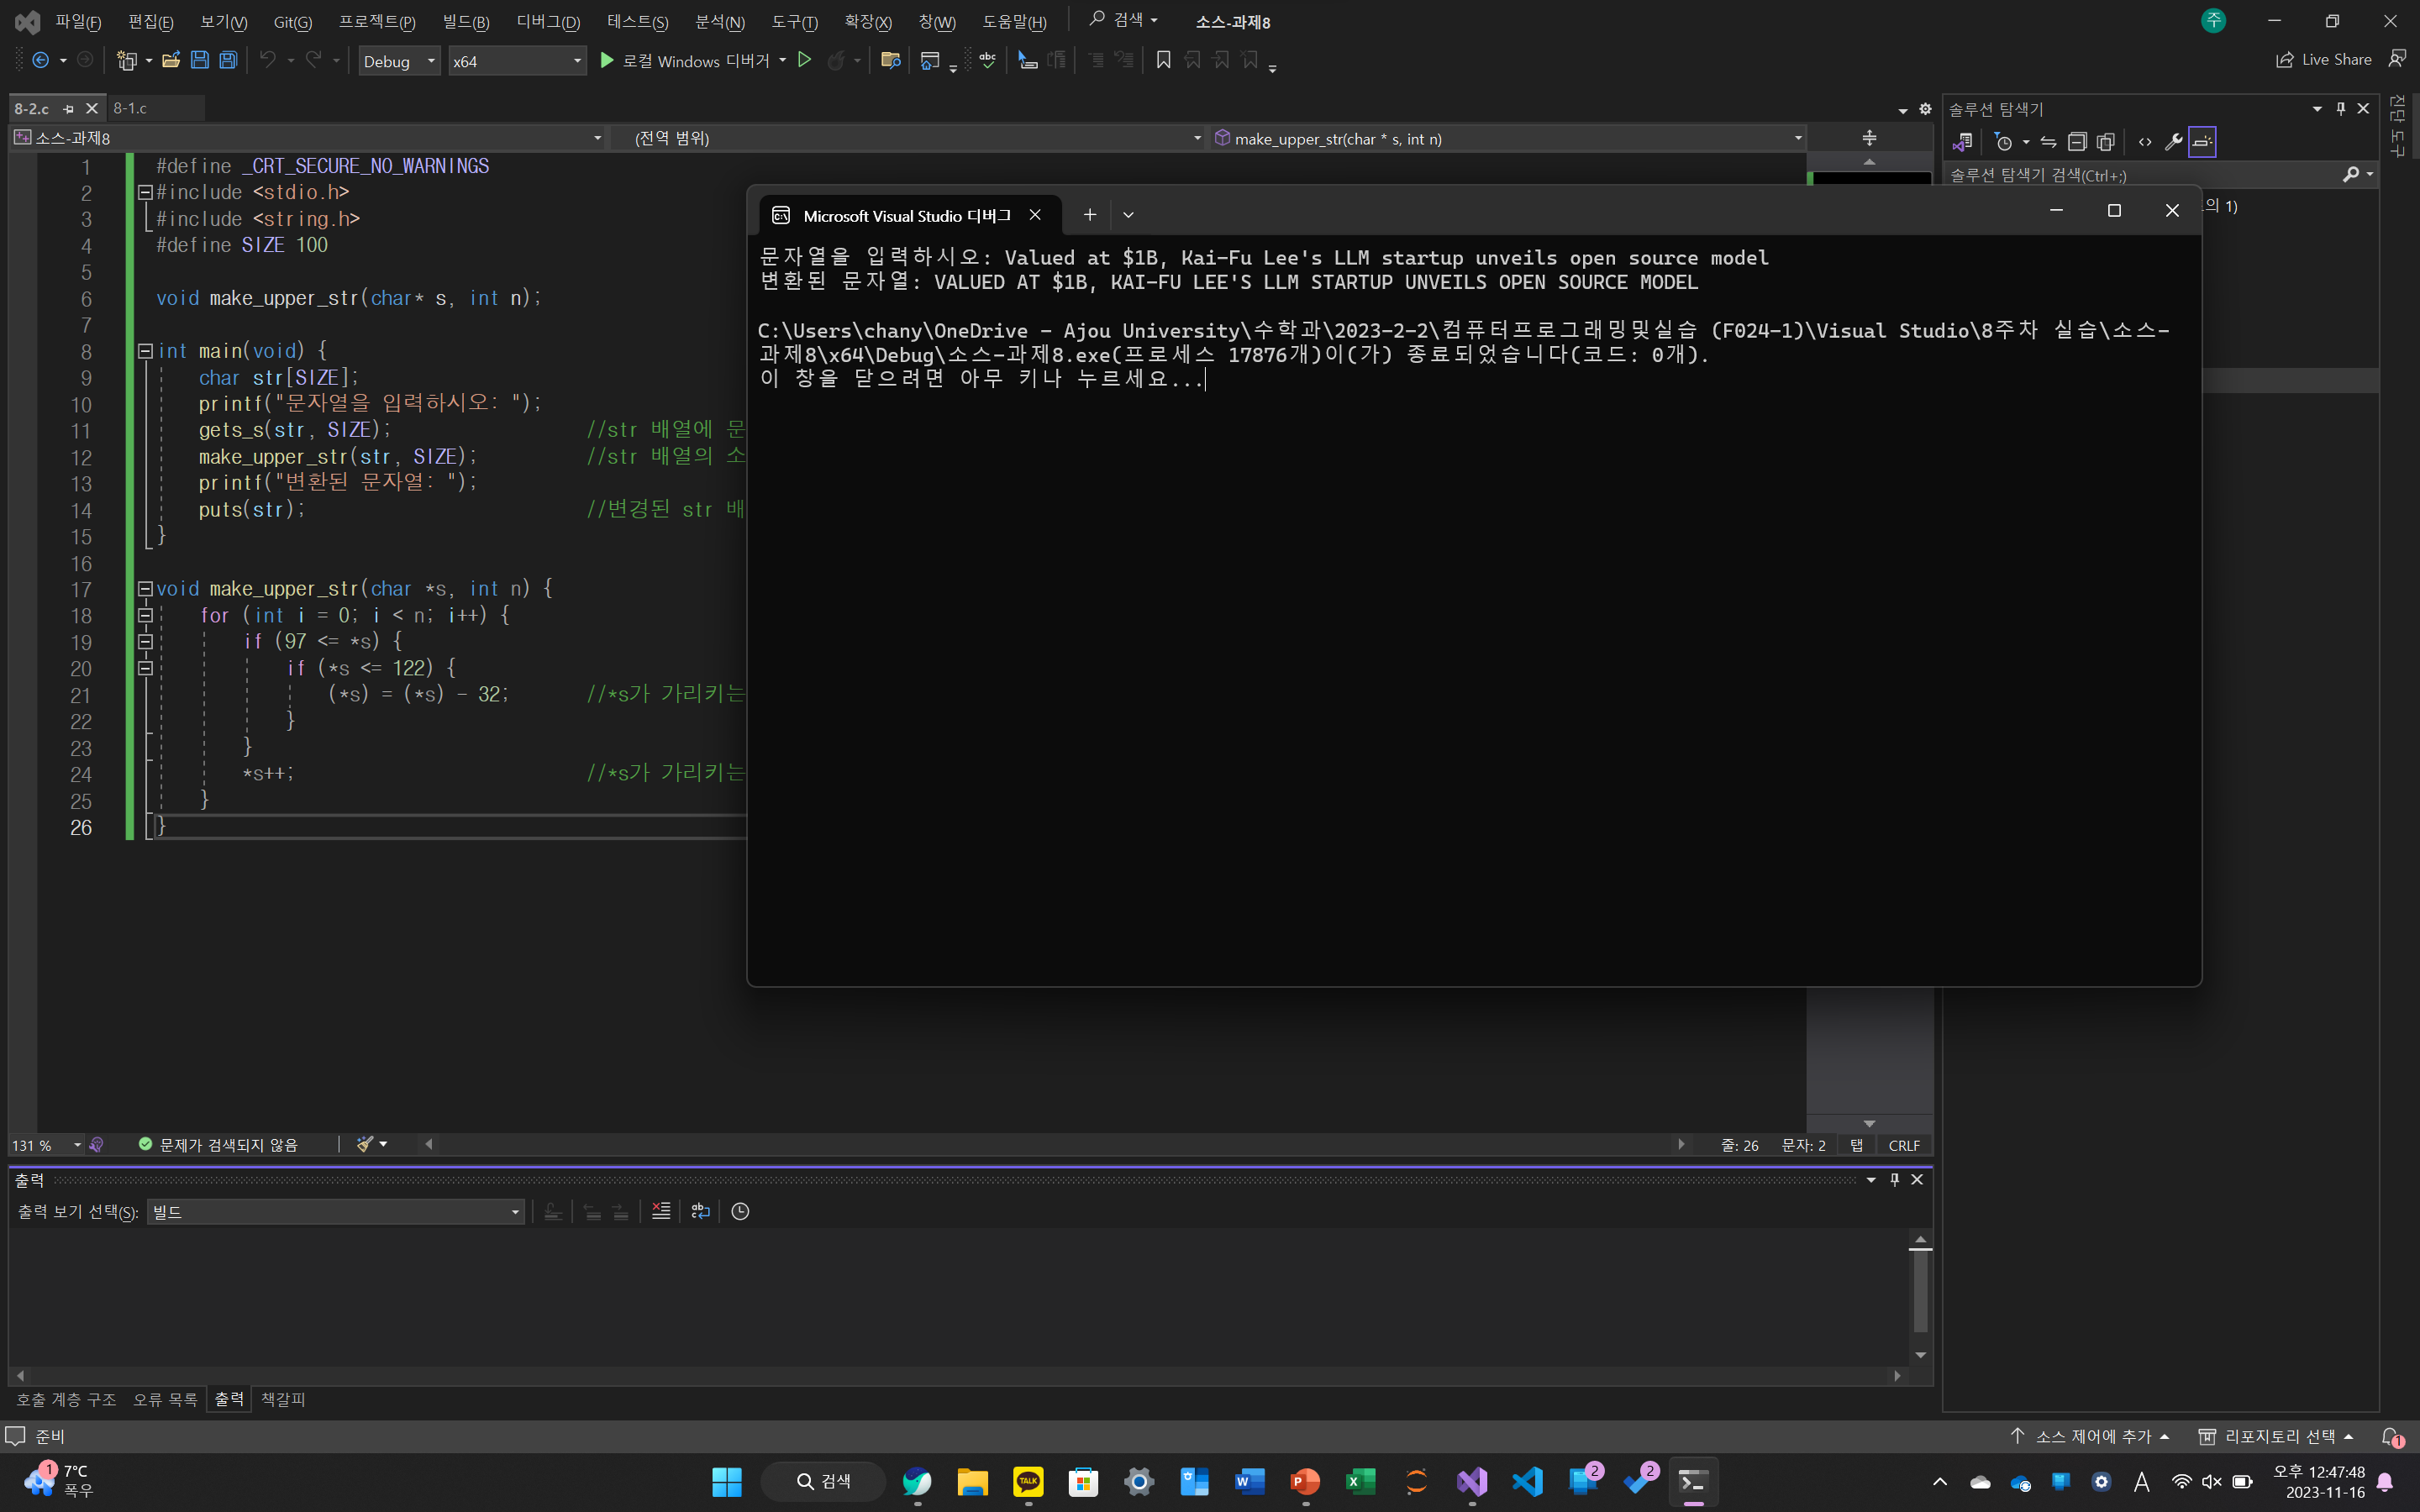 파일(F) 편집(E) 보기(V) Git(G) 프로젝트(P) 빌드(B) 디버그(D) 테스트(S) 분석(N) 도구(T) 확장(X) 창(W) 도움말(H) 검색 소스-과제8 주
Debug x64 로컬 Windows 디버거 Live Share
8-2.c 8-1.c
소스-과제8 (전역 범위) make_upper_str(char * s, int n)
1 #define _CRT_SECURE_NO_WARNINGS
2 #include <stdio.h>
3 #include <string.h>
4 #define SIZE 100
5
6 void make_upper_str(char* s, int n);
7
8 int main(void) {
9 char str[SIZE];
10 printf("문자열을 입력하시오: ");
11 gets_s(str, SIZE); //str 배열에 문
12 make_upper_str(str, SIZE); //str 배열의 소
13 printf("변환된 문자열: ");
14 puts(str); //변경된 str 배
15 }
16
17 void make_upper_str(char *s, int n) {
18 for (int i = 0; i < n; i++) {
19 if (97 <= *s) {
20 if (*s <= 122) {
21 (*s) = (*s) - 32; //*s가 가리키는
22 }
23 }
24 *s++; //*s가 가리키는
25 }
26 }
Microsoft Visual Studio 디버그
문자열을 입력하시오: Valued at $1B, Kai-Fu Lee's LLM startup unveils open source model
변환된 문자열: VALUED AT $1B, KAI-FU LEE'S LLM STARTUP UNVEILS OPEN SOURCE MODEL
C:\Users\chany\OneDrive - Ajou University\수학과\2023-2-2\컴퓨터프로그래밍및실습 (F024-1)\Visual Studio\8주차 실습\소스-
과제8\x64\Debug\소스-과제8.exe(프로세스 17876개)이(가) 종료되었습니다(코드: 0개).
이 창을 닫으려면 아무 키나 누르세요...
솔루션 탐색기
솔루션 탐색기 검색(Ctrl+;)
의 1)
진단 도구
131 % 문제가 검색되지 않음 줄: 26 문자: 2 탭 CRLF
출력
출력 보기 선택(S): 빌드
호출 계층 구조 오류 목록 출력 책갈피
준비 소스 제어에 추가 리포지토리 선택 1
1 7°C
폭우
검색
TALK
2
2
A
오후 12:47:48
2023-11-16